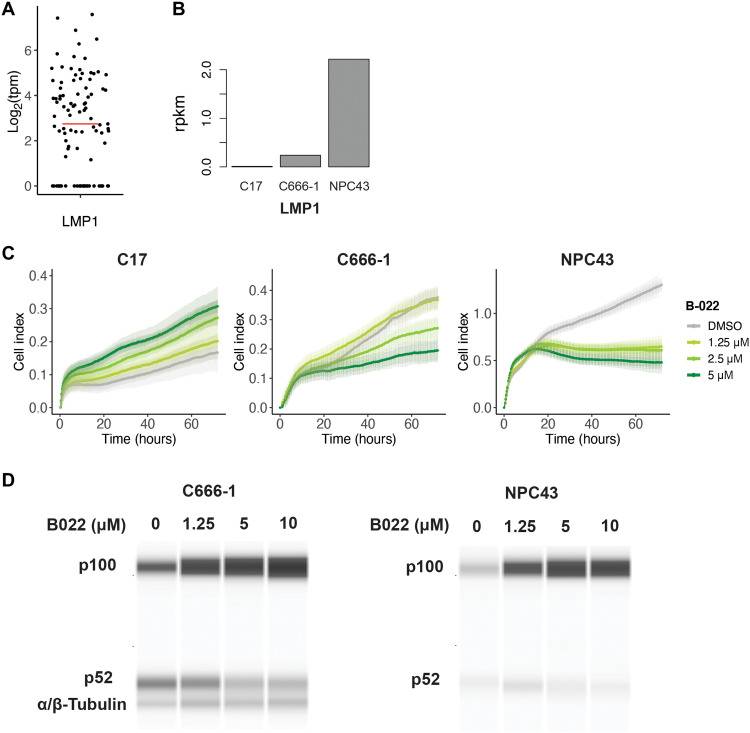 A
Log2(tpm)
6
4
2
0
LMP1
B
rpkm
2.0
1.0
0.0
C17 C666-1 NPC43
LMP1
C
C17
Cell index
0.4
0.3
0.2
0.1
0.0
0 20 40 60
Time (hours)
C666-1
Cell index
0.4
0.3
0.2
0.1
0.0
0 20 40 60
Time (hours)
NPC43
Cell index
1.0
0.5
0.0
0 20 40 60
Time (hours)
B-022
DMSO
1.25 µM
2.5 µM
5 µM
D
C666-1
B022 (µM) 0 1.25 5 10
p100
p52
α/β-Tubulin
NPC43
B022 (µM) 0 1.25 5 10
p100
p52